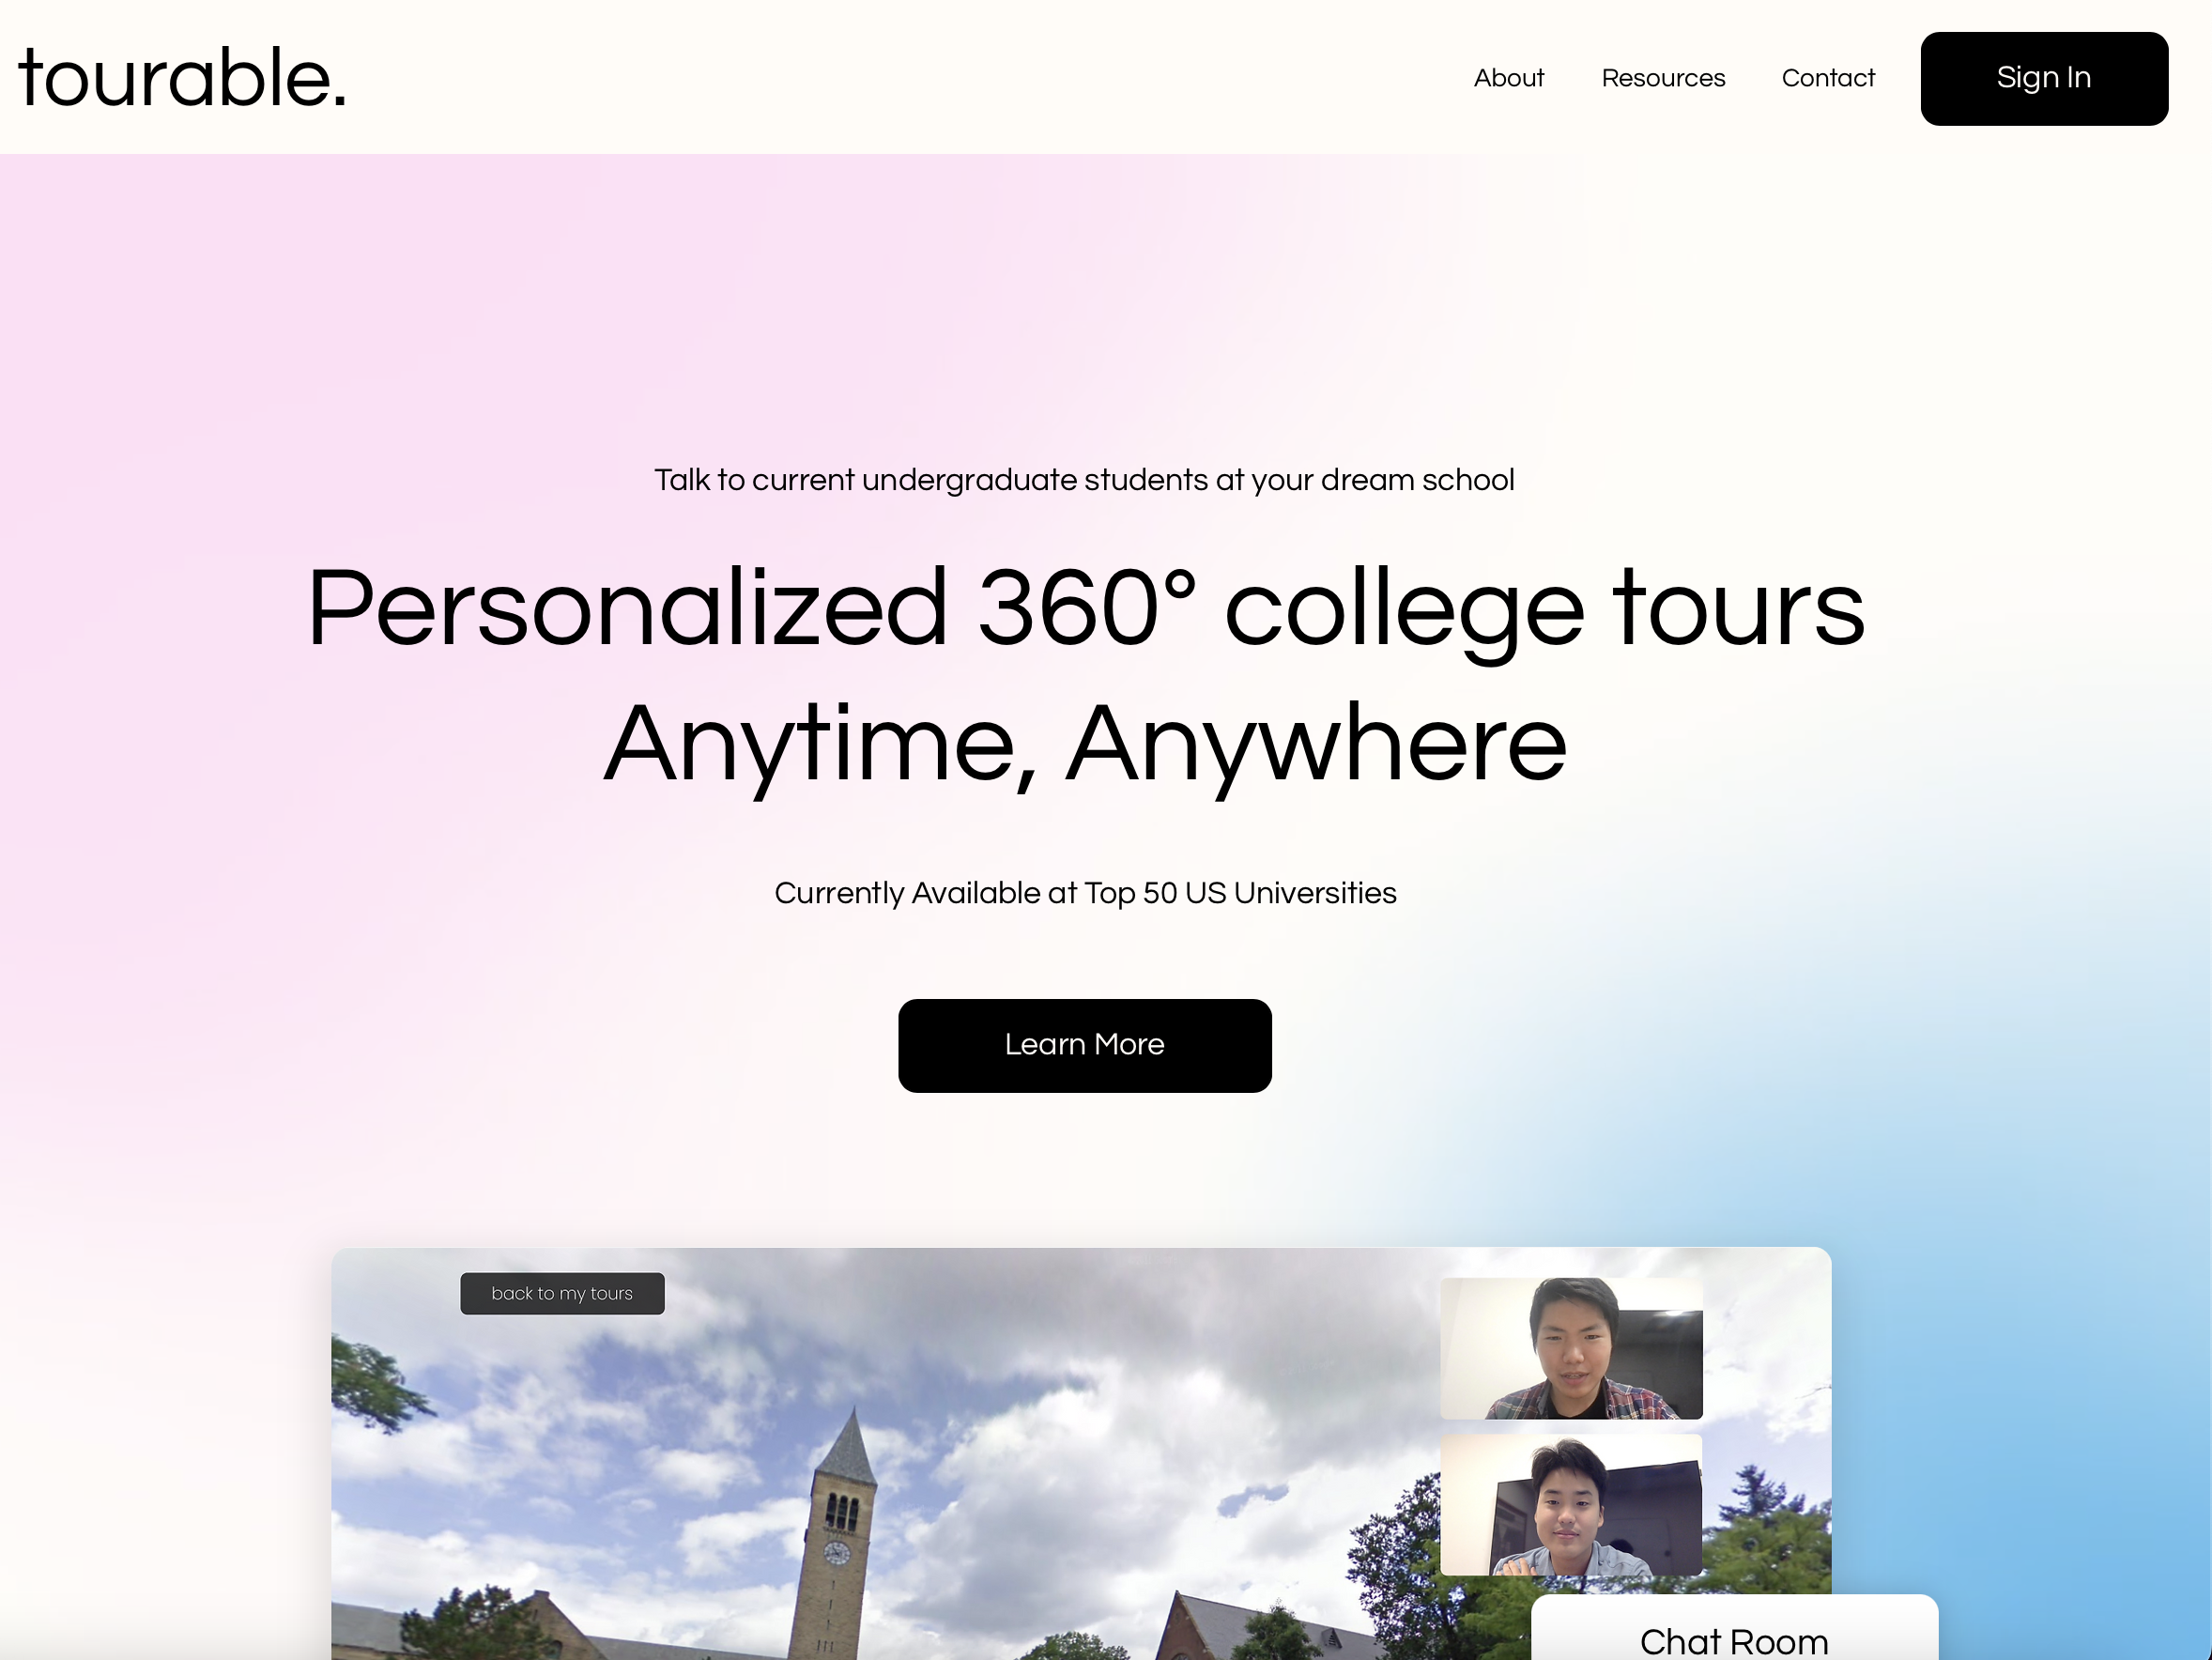 tourable.
About
Resources
Contact
Sign In
Talk to current undergraduate students at your dream school
Personalized 360° college tours
Anytime, Anywhere
Currently Available at Top 50 US Universities
Learn More
back to my tours
Chat Room